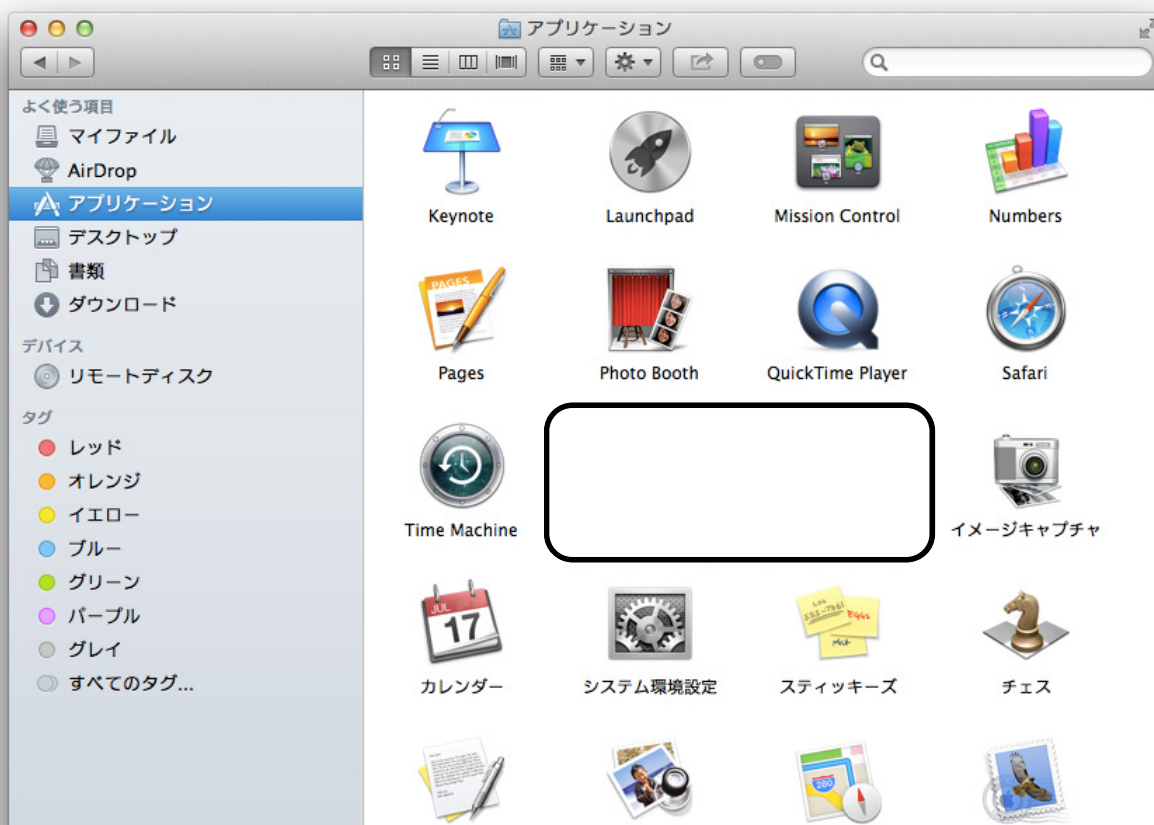 アプリケーション
よく使う項目
マイファイル
AirDrop
アプリケーション
デスクトップ
書類
ダウンロード
デバイス
リモートディスク
タグ
レッド
オレンジ
イエロー
ブルー
グリーン
パープル
グレイ
すべてのタグ...
Keynote
Launchpad
Mission Control
Numbers
PAGES
Pages
Photo Booth
QuickTime Player
Safari
Time Machine
イメージキャプチャ
JUL
17
カレンダー
システム環境設定
EGGS
MILK
スティッキーズ
チェス
280